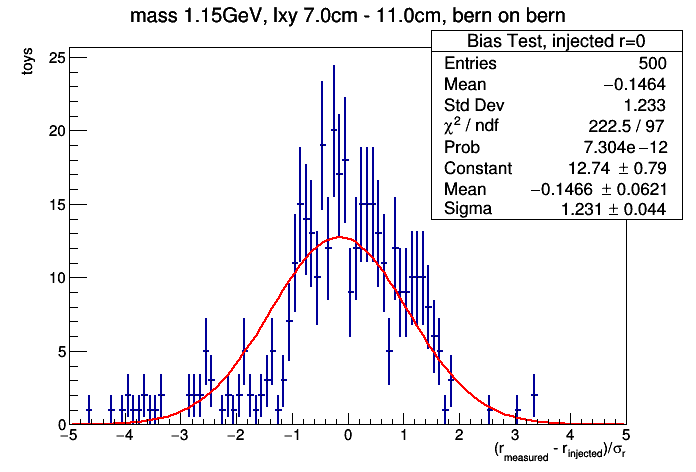 mass 1.15GeV, lxy 7.0cm - 11.0cm, bern on bern
Bias Test, injected r=0
Entries 500
Mean −0.1464
Std Dev 1.233
χ² / ndf 222.5 / 97
Prob 7.304e−12
Constant 12.74 ± 0.79
Mean −0.1466 ± 0.0621
Sigma 1.231 ± 0.044
toys
25
20
15
10
5
0
−5 −4 −3 −2 −1 0 1 2 3 4 5
(r_measured - r_injected)/σ_r